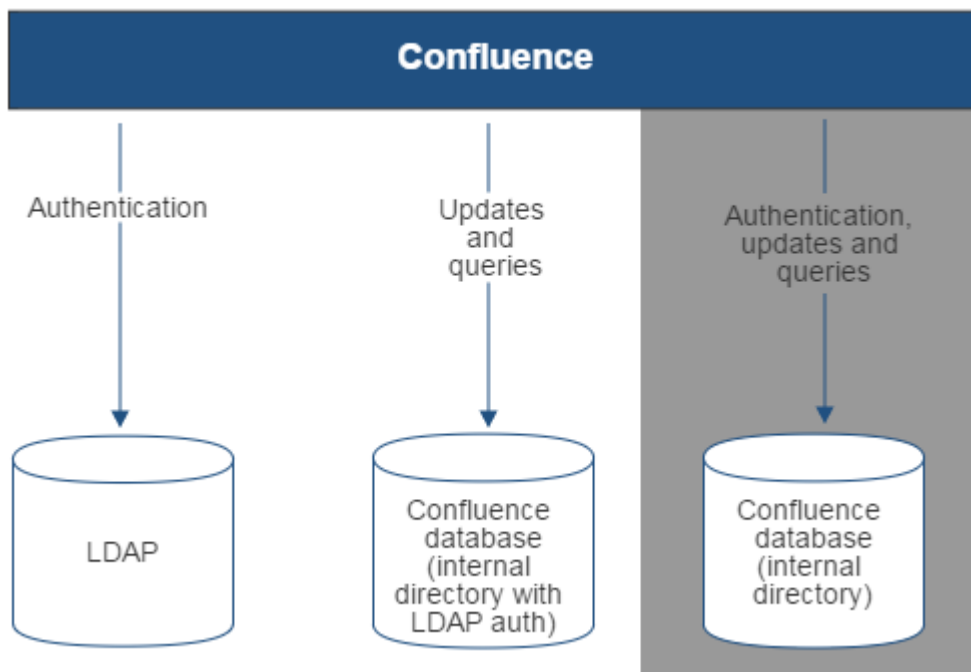 Confluence
Authentication
Updates
and
queries
Authentication,
updates and
queries
LDAP
Confluence
database
(internal
directory with
LDAP auth)
Confluence
database
(internal
directory)